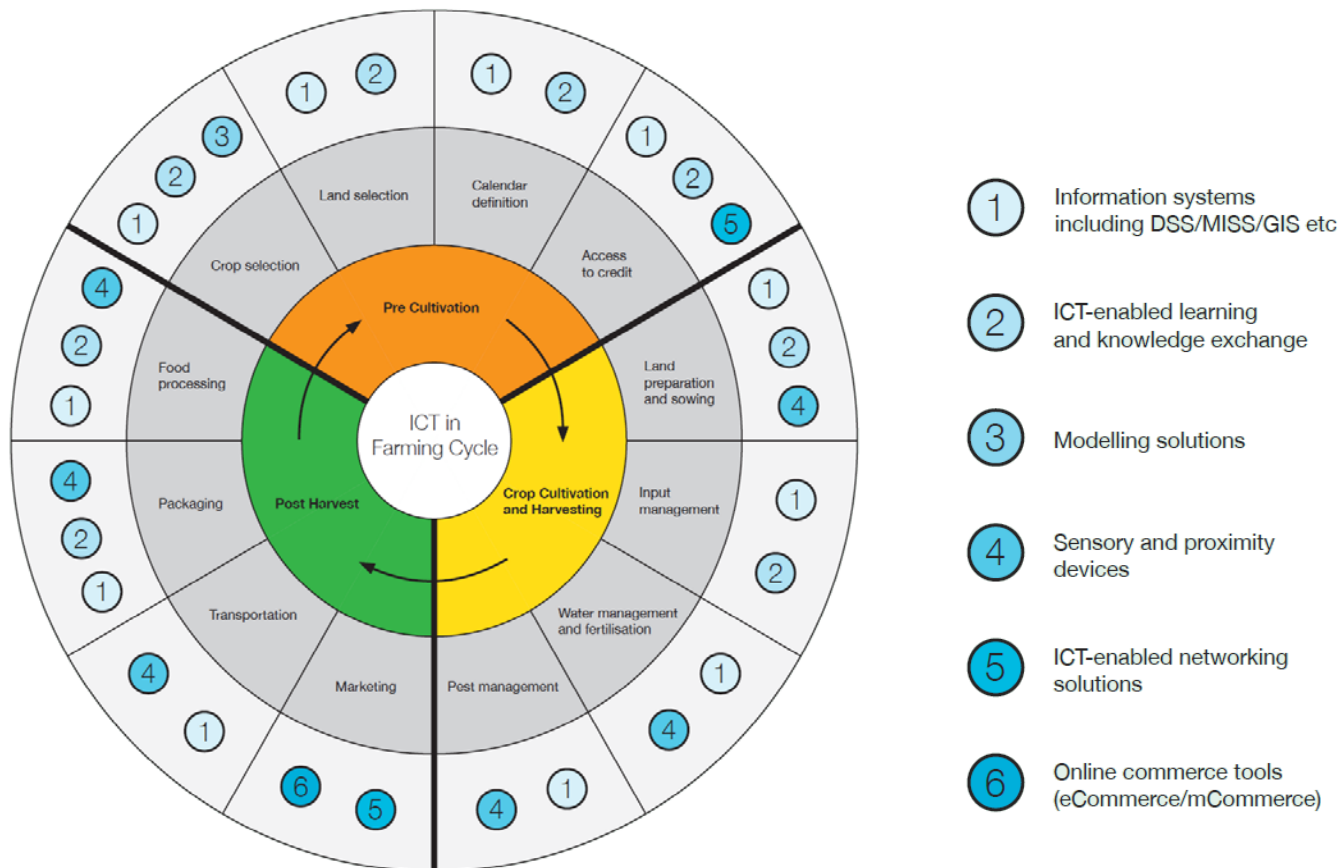 ICT in
Farming Cycle
Pre Cultivation
Crop Cultivation
and Harvesting
Post Harvest
Crop selection
1
2
3
Land selection
1
2
Calendar
definition
1
2
Access
to credit
1
2
5
Land
preparation
and sowing
1
2
4
Input
management
1
2
Water management
and fertilisation
1
4
Pest management
1
4
Marketing
5
6
Transportation
1
4
Packaging
1
2
4
Food
processing
1
2
4
1
Information systems
including DSS/MISS/GIS etc
2
ICT-enabled learning
and knowledge exchange
3
Modelling solutions
4
Sensory and proximity
devices
5
ICT-enabled networking
solutions
6
Online commerce tools
(eCommerce/mCommerce)